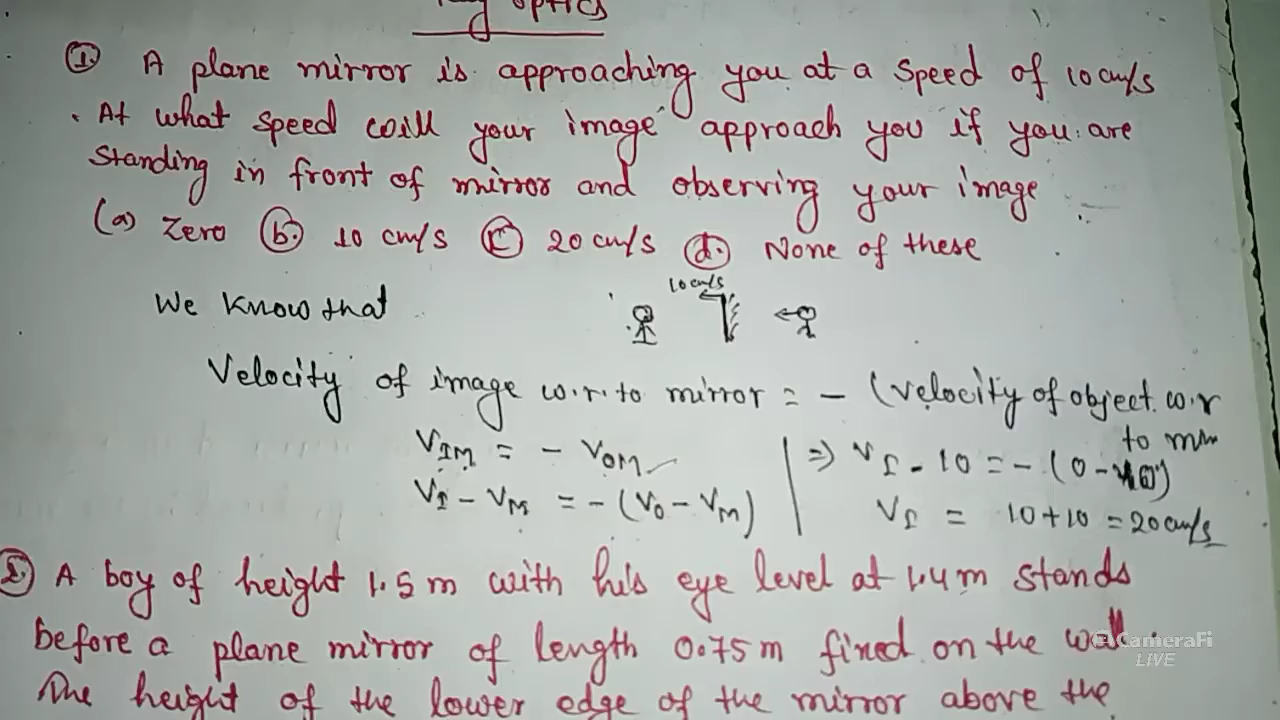 Ray optics
① A plane mirror is approaching you at a speed of 10 cm/s
. At what speed will your image approach you if you are
standing in front of mirror and observing your image
(a) Zero (b.) 10 cm/s (c) 20 cm/s (d.) None of these
10 cm/s
We know that
Velocity of image w.r.to mirror = - (velocity of object w.r
to
V_IM = - V_OM
V_I - V_M = - (V_O - V_M)
⇒ V_I - 10 = - (0 - 10)
V_I = 10 + 10 = 20 cm/s
② A boy of height 1.5 m with his eye level at 1.4 m stands
before a plane mirror of length 0.75 m fixed on the wall.
The height of the lower edge of the mirror above the
CameraFi
LIVE